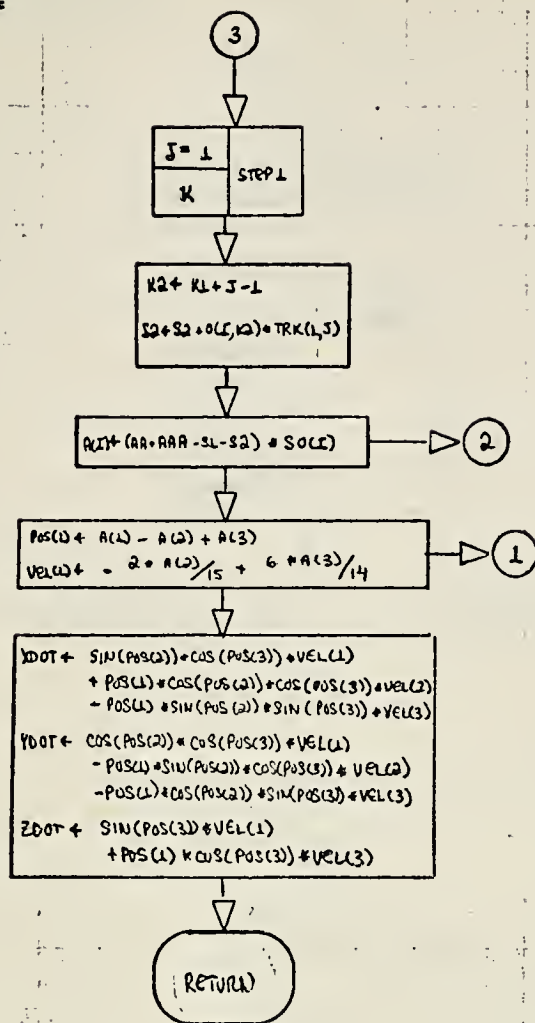 3
J = 1
K
STEP 1
K2 ← K1 + J - 1
S2 ← S2 + O(I,K2) * TRK(1,J)
A(I) ← (AA * AAA - S1 - S2) * SO(I)
2
POS(1) ← A(1) - A(2) + A(3)
VEL(1) ← - 2 * A(2)/15 + 6 * A(3)/14
1
XDOT ← SIN(POS(2)) * COS(POS(3)) * VEL(1)
+ POS(1) * COS(POS(2)) * COS(POS(3)) * VEL(2)
- POS(1) * SIN(POS(2)) * SIN(POS(3)) * VEL(3)
YDOT ← COS(POS(2)) * COS(POS(3)) * VEL(1)
- POS(1) * SIN(POS(2)) * COS(POS(3)) * VEL(2)
- POS(1) * COS(POS(2)) * SIN(POS(3)) * VEL(3)
ZDOT ← SIN(POS(3)) * VEL(1)
+ POS(1) * COS(POS(3)) * VEL(3)
RETURN